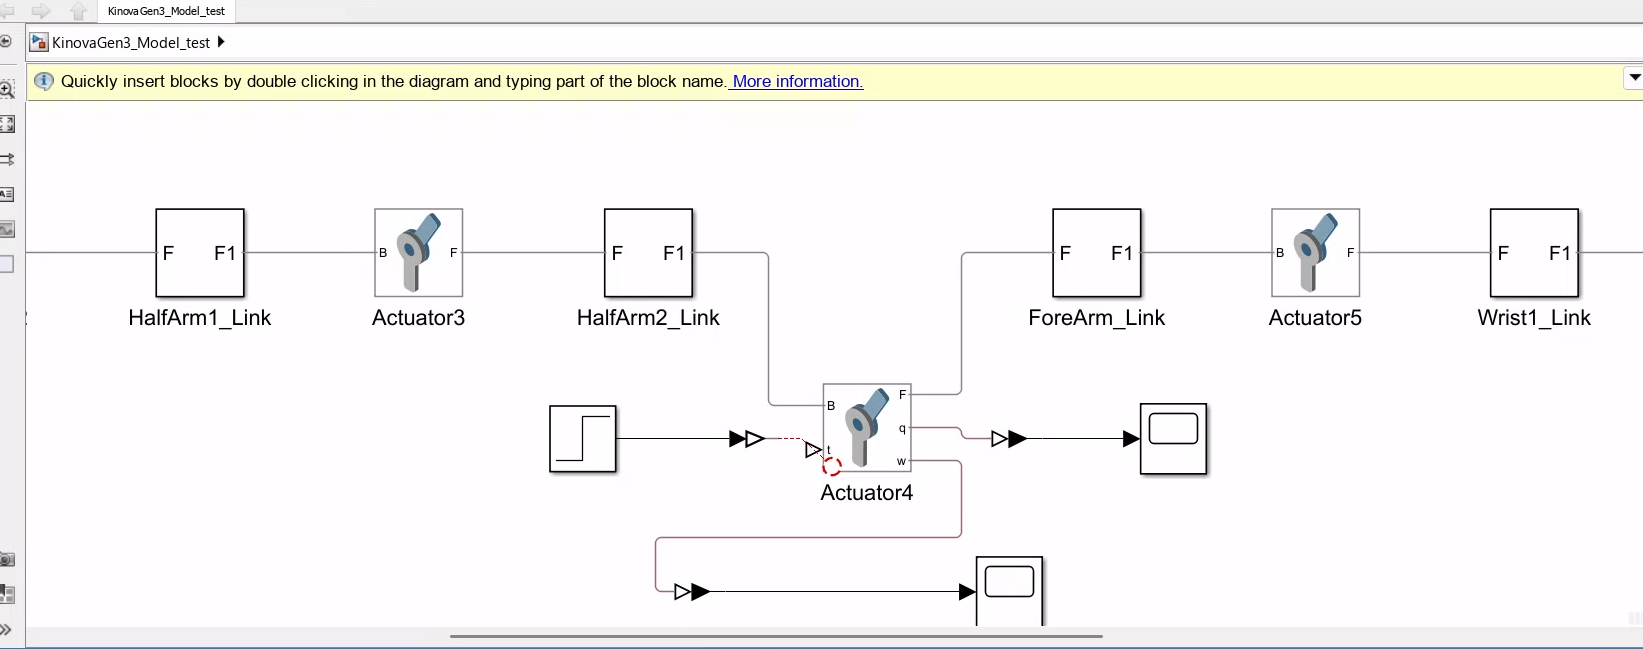 KinovaGen3_Model_test
KinovaGen3_Model_test
Quickly insert blocks by double clicking in the diagram and typing part of the block name. More information.
F F1 B F F F1 F F1 B F F F1
HalfArm1_Link Actuator3 HalfArm2_Link ForeArm_Link Actuator5 Wrist1_Link
B F
q
t
w
Actuator4